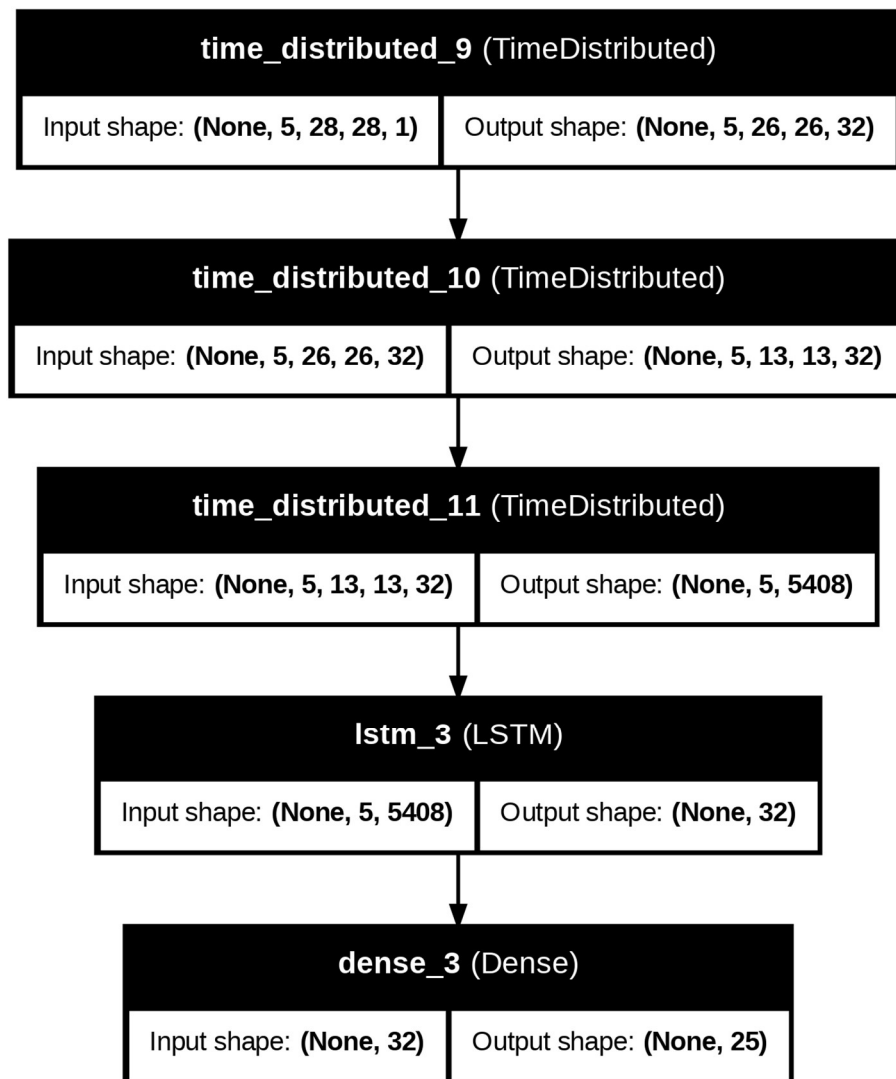 time_distributed_9 (TimeDistributed)
Input shape: (None, 5, 28, 28, 1) Output shape: (None, 5, 26, 26, 32)
time_distributed_10 (TimeDistributed)
Input shape: (None, 5, 26, 26, 32) Output shape: (None, 5, 13, 13, 32)
time_distributed_11 (TimeDistributed)
Input shape: (None, 5, 13, 13, 32) Output shape: (None, 5, 5408)
lstm_3 (LSTM)
Input shape: (None, 5, 5408) Output shape: (None, 32)
dense_3 (Dense)
Input shape: (None, 32) Output shape: (None, 25)